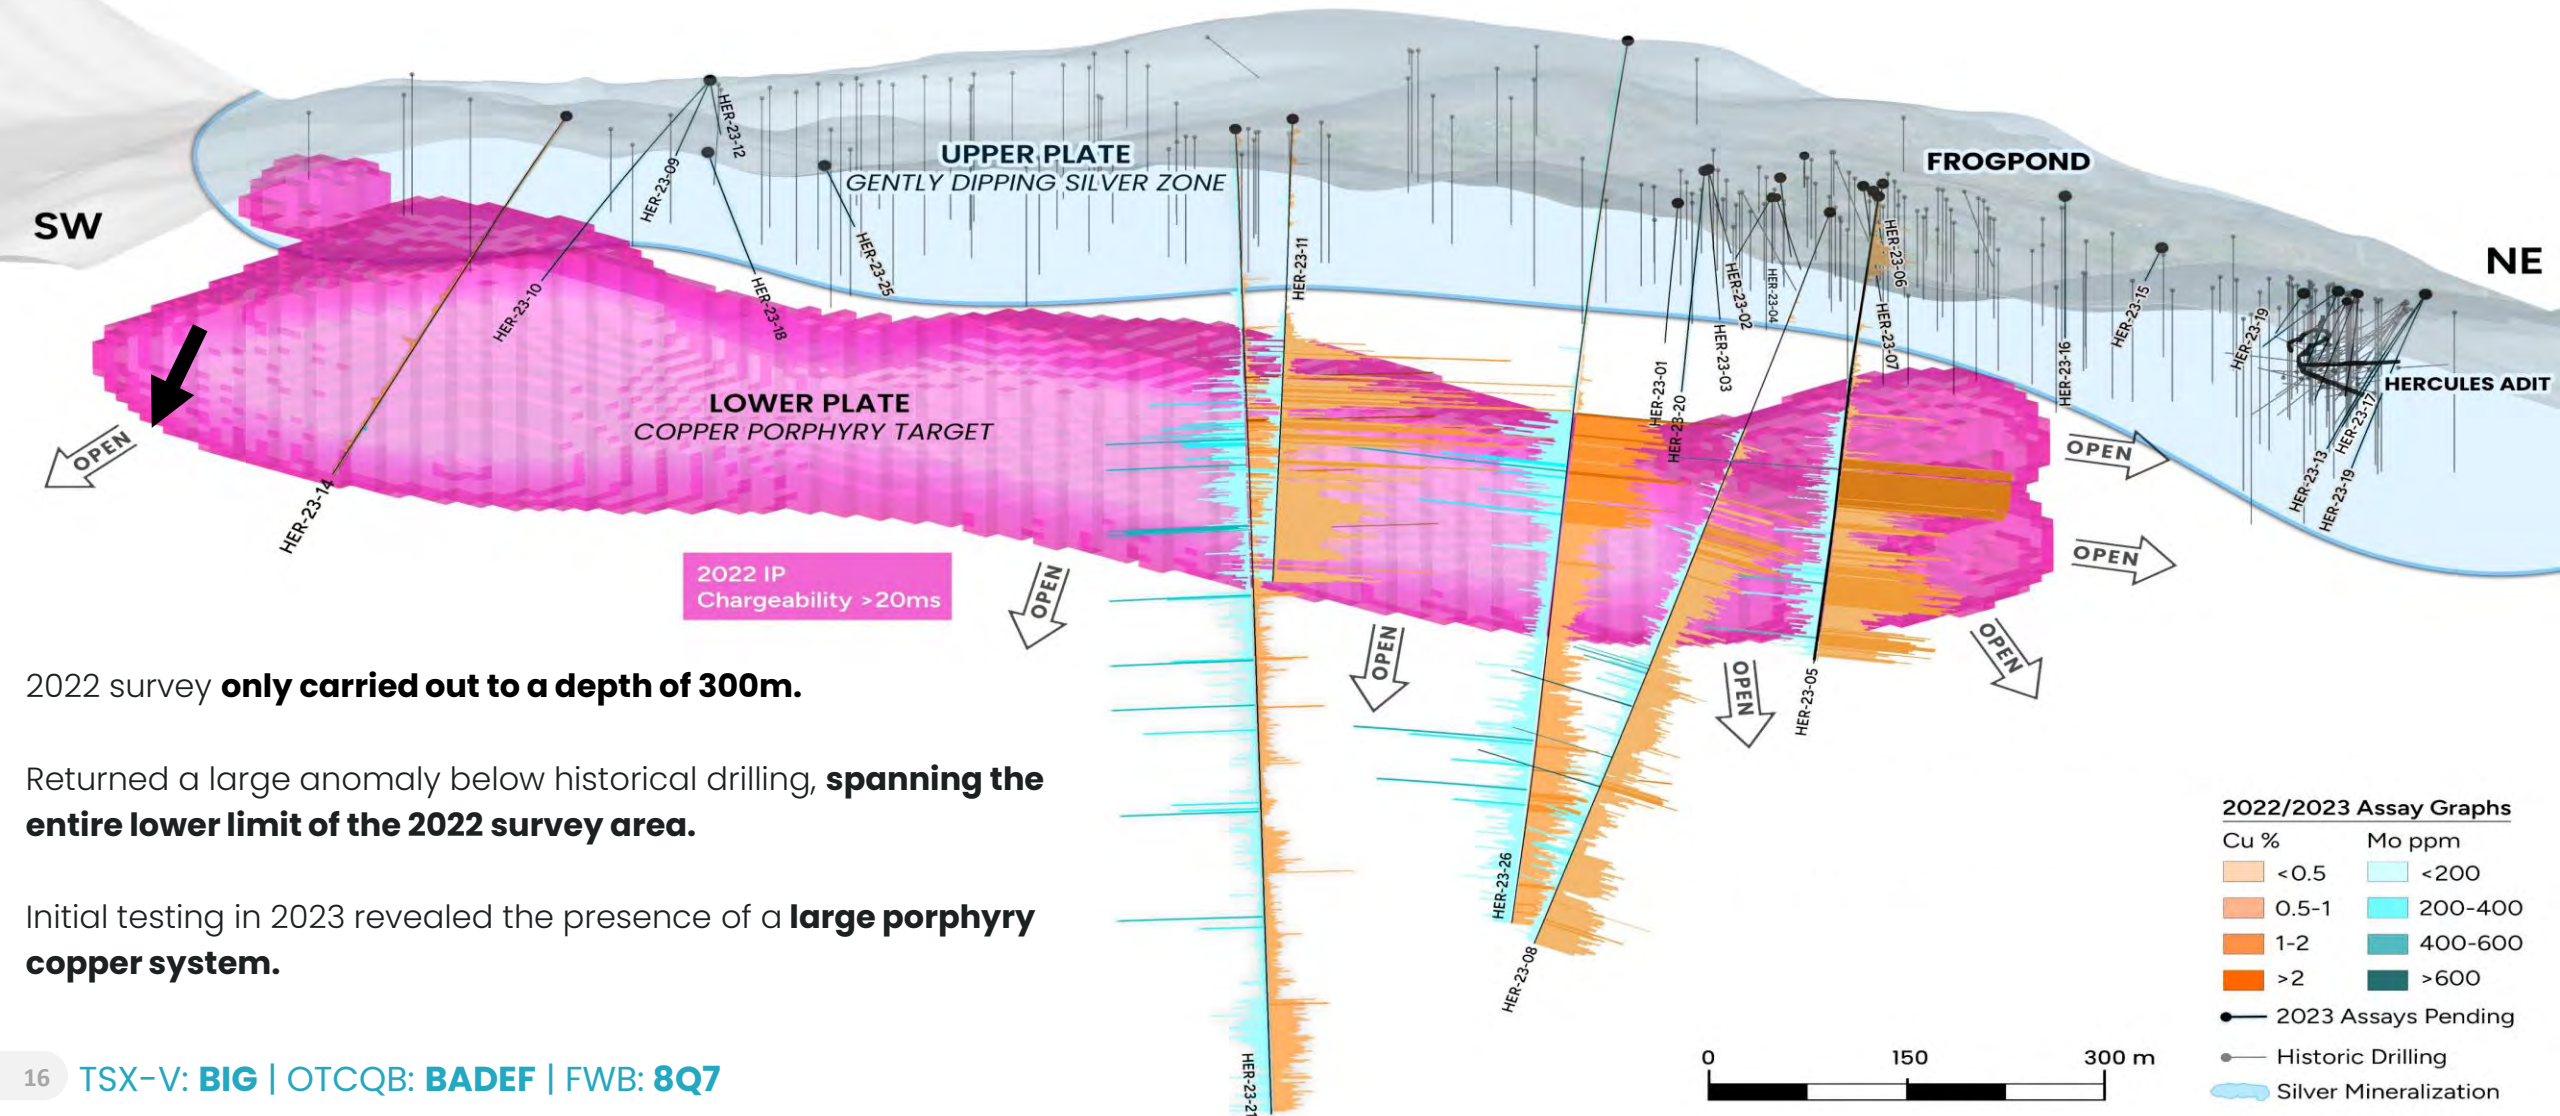 SW
NE
UPPER PLATE
GENTLY DIPPING SILVER ZONE
FROGPOND
HERCULES ADIT
LOWER PLATE
COPPER PORPHYRY TARGET
HER-23-12
HER-23-09
HER-23-10
HER-23-18
HER-23-25
HER-23-14
HER-23-11
HER-23-01
HER-23-20
HER-23-03
HER-23-02
HER-23-04
HER-23-06
HER-23-07
HER-23-16
HER-23-15
HER-23-19
HER-23-17
HER-23-13
HER-23-19
HER-23-05
HER-23-26
HER-23-08
HER-23-21
OPEN
OPEN
OPEN
OPEN
OPEN
OPEN
OPEN
2022 IP
Chargeability >20ms
2022 survey only carried out to a depth of 300m.
Returned a large anomaly below historical drilling, spanning the
entire lower limit of the 2022 survey area.
Initial testing in 2023 revealed the presence of a large porphyry
copper system.
2022/2023 Assay Graphs
Cu % Mo ppm
<0.5 <200
0.5-1 200-400
1-2 400-600
>2 >600
2023 Assays Pending
Historic Drilling
Silver Mineralization
0 150 300 m
16 TSX-V: BIG | OTCQB: BADEF | FWB: 8Q7